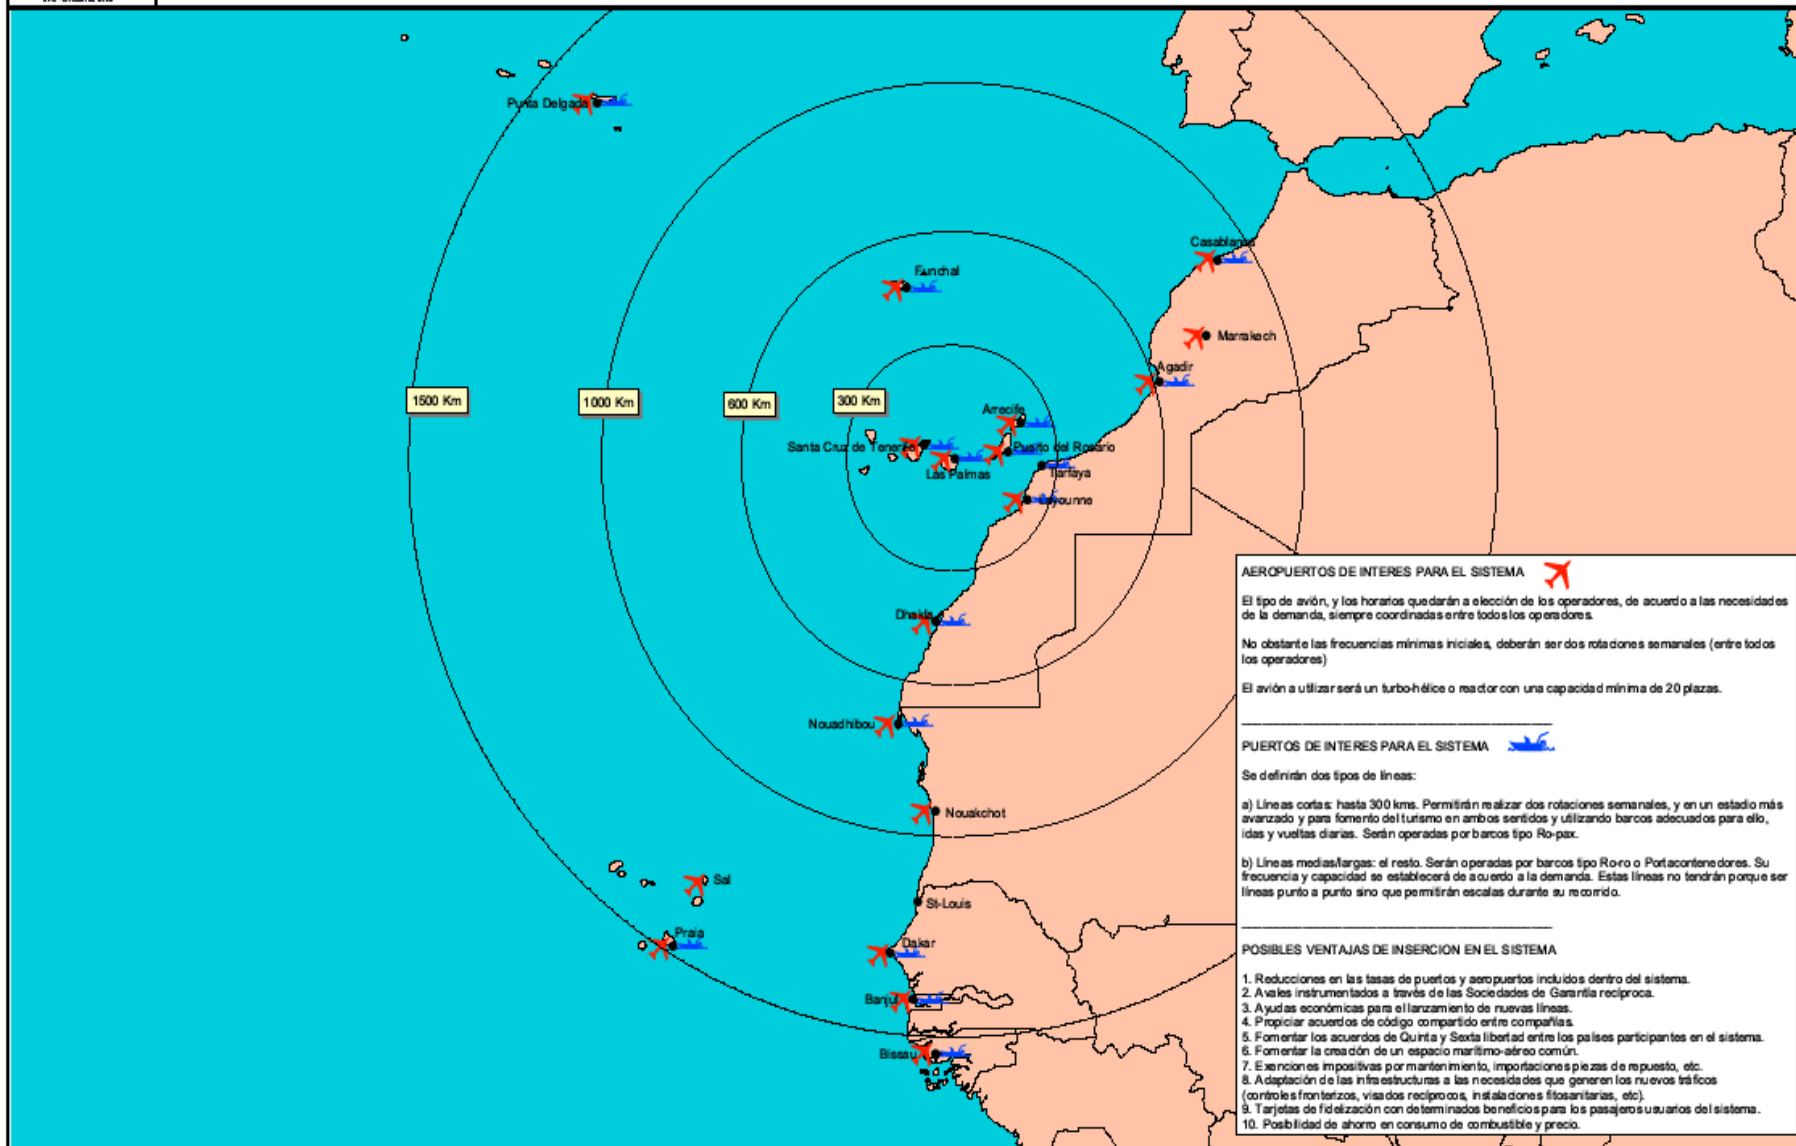 Punta Delgada
Casablanca
Funchal
Marrakech
Agadir
1500 Km
1000 Km
600 Km
300 Km
Arrecife
Santa Cruz de Tenerife
Puerto del Rosario
Las Palmas
Tarfaya
Layounne
Dhakla
Nouadhibou
Nouakchot
Sal
St-Louis
Praia
Dakar
Banjul
Bissau
AEROPUERTOS DE INTERES PARA EL SISTEMA
El tipo de avión, y los horarios quedarán a elección de los operadores, de acuerdo a las necesidades
de la demanda, siempre coordinadas entre todos los operadores.
No obstante las frecuencias mínimas iniciales, deberán ser dos rotaciones semanales (entre todos
los operadores)
El avión a utilizar será un turbo-hélice o reactor con una capacidad mínima de 20 plazas.
PUERTOS DE INTERES PARA EL SISTEMA
Se definirán dos tipos de líneas:
a) Líneas cortas: hasta 300 kms. Permitirán realizar dos rotaciones semanales, y en un estadio más
avanzado y para fomento del turismo en ambos sentidos y utilizando barcos adecuados para ello,
idas y vueltas diarias. Serán operadas por barcos tipo Ro-pax.
b) Líneas medias/largas: el resto. Serán operadas por barcos tipo Ro-ro o Portacontenedores. Su
frecuencia y capacidad se establecerá de acuerdo a la demanda. Estas líneas no tendrán porque ser
líneas punto a punto sino que permitirán escalas durante su recorrido.
POSIBLES VENTAJAS DE INSERCION EN EL SISTEMA
1. Reducciones en las tasas de puertos y aeropuertos incluidos dentro del sistema.
2. Avales instrumentados a través de las Sociedades de Garantía recíproca.
3. Ayudas económicas para el lanzamiento de nuevas líneas.
4. Propiciar acuerdos de código compartido entre compañías.
5. Fomentar los acuerdos de Quinta y Sexta libertad entre los países participantes en el sistema.
6. Fomentar la creación de un espacio marítimo-aéreo común.
7. Exenciones impositivas por mantenimiento, importaciones piezas de repuesto, etc.
8. Adaptación de las infraestructuras a las necesidades que generen los nuevos tráficos
(controles fronterizos, visados recíprocos, instalaciones fitosanitarias, etc).
9. Tarjetas de fidelización con determinados beneficios para los pasajeros usuarios del sistema.
10. Posibilidad de ahorro en consumo de combustible y precio.